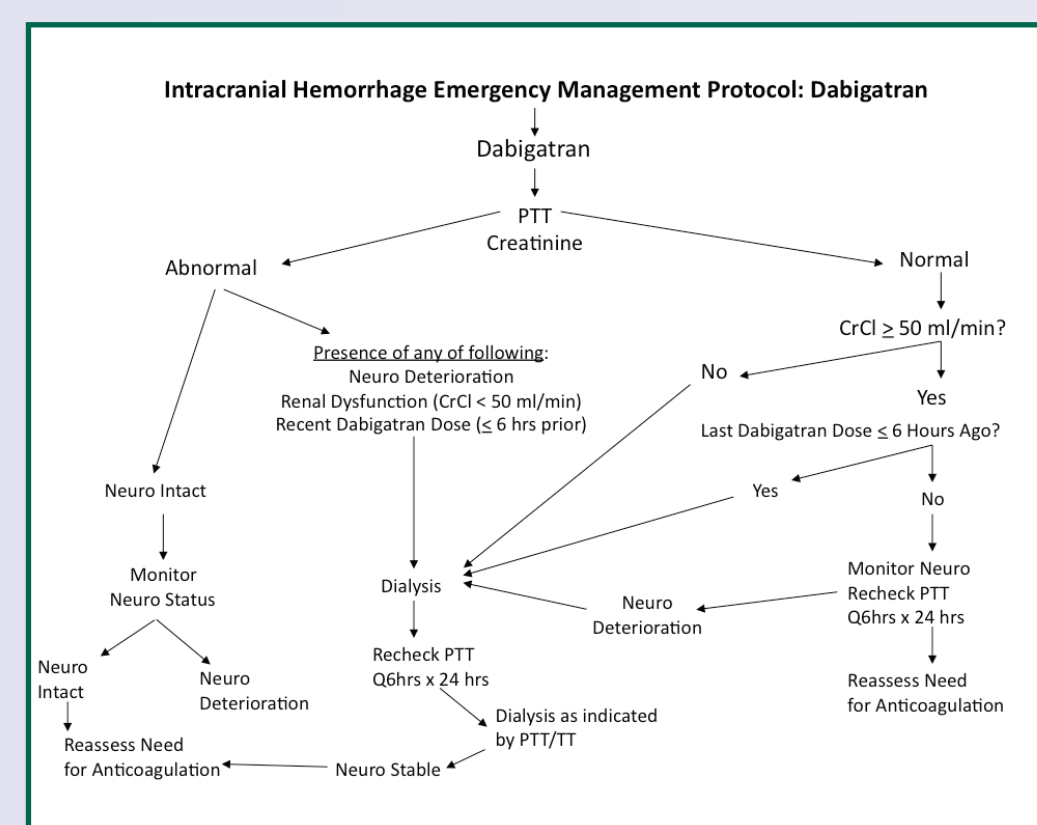 Intracranial Hemorrhage Emergency Management Protocol: Dabigatran
Dabigatran
PTT
Creatinine
Abnormal
Normal
CrCl ≥ 50 ml/min?
Presence of any of following:
Neuro Deterioration
Renal Dysfunction (CrCl < 50 ml/min)
Recent Dabigatran Dose (≤ 6 hrs prior)
No
Yes
Last Dabigatran Dose ≤ 6 Hours Ago?
Yes
No
Neuro Intact
Monitor
Neuro Status
Dialysis
Neuro
Deterioration
Monitor Neuro
Recheck PTT
Q6hrs x 24 hrs
Neuro
Intact
Neuro
Deterioration
Recheck PTT
Q6hrs x 24 hrs
Reassess Need
for Anticoagulation
Dialysis as indicated
by PTT/TT
Reassess Need
for Anticoagulation
Neuro Stable